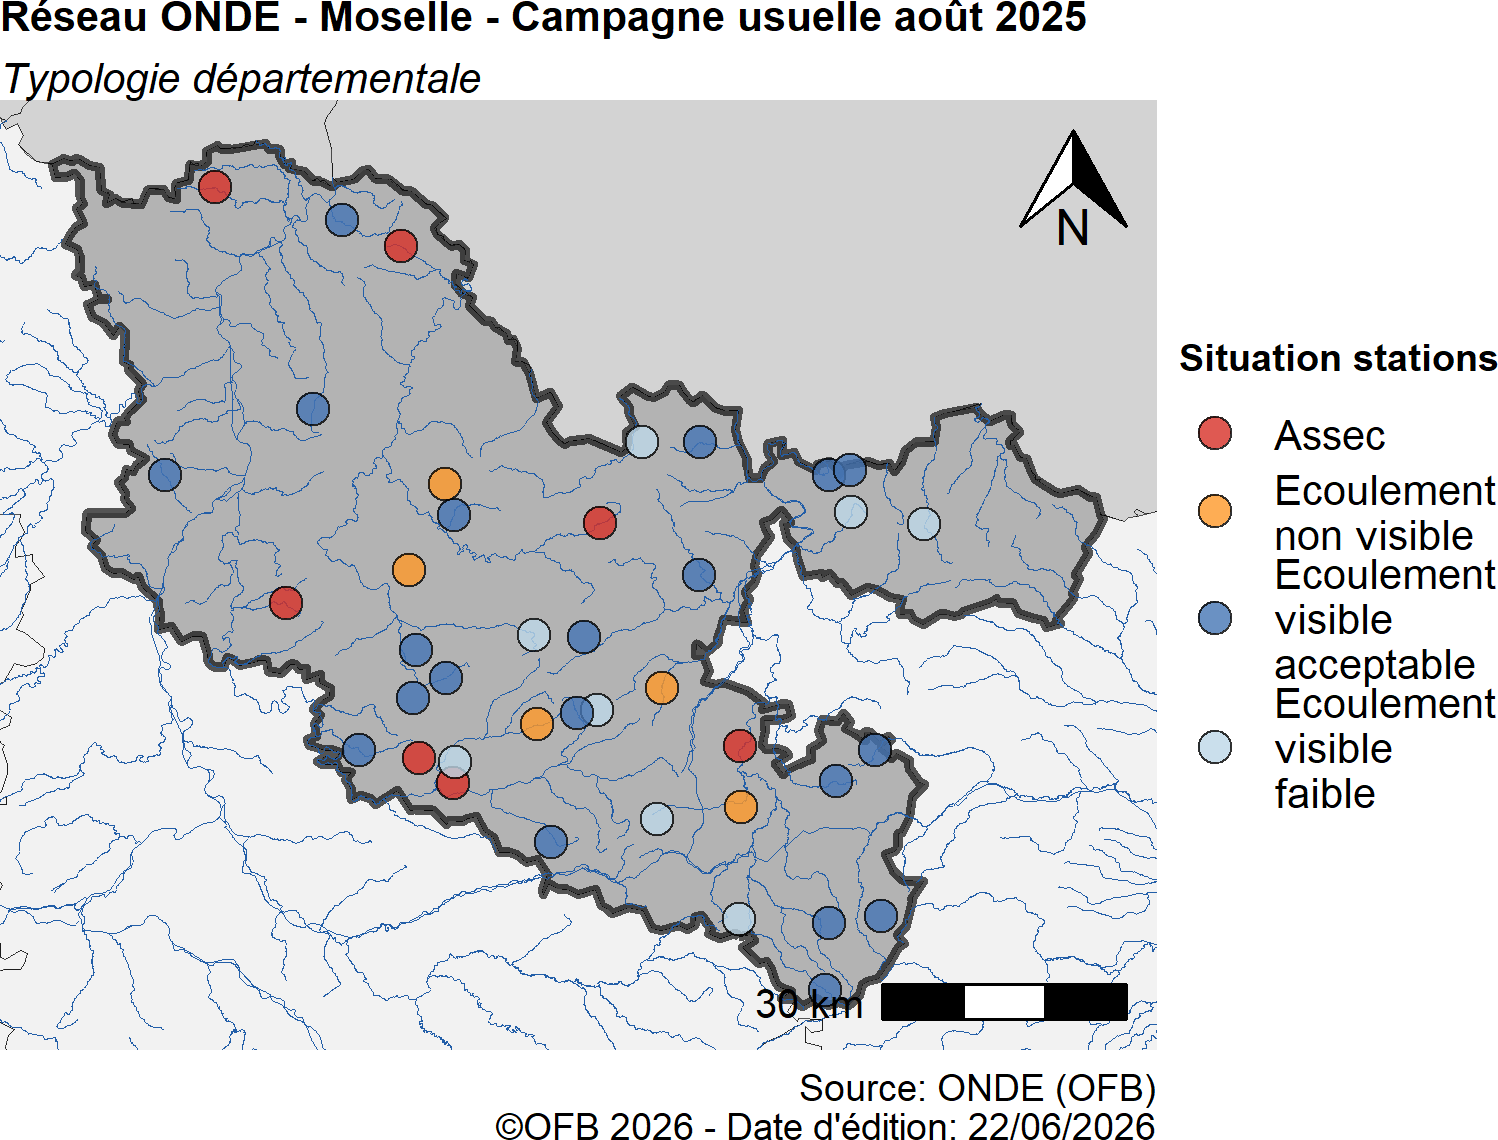 Réseau ONDE - Moselle - Campagne usuelle août 2025
Typologie départementale
N
Situation stations
Assec
Ecoulement
non visible
Ecoulement
visible
acceptable
Ecoulement
visible
faible
30 km
Source: ONDE (OFB)
©OFB 2026 - Date d'édition: 22/06/2026